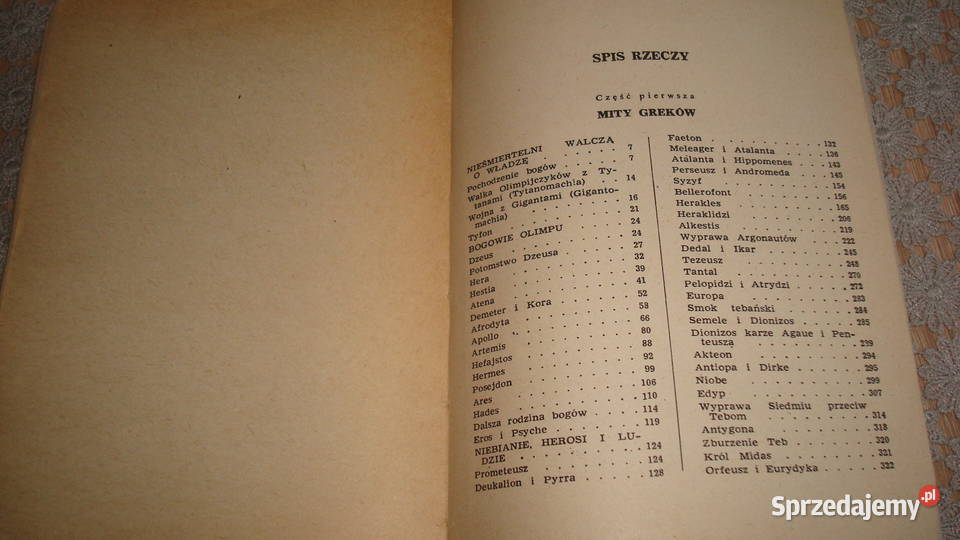 SPIS RZECZY
Część pierwsza
MITY GREKÓW
NIEŚMIERTELNI WALCZĄ
O WŁADZĘ . . . . . 7
Pochodzenie bogów . . . . 7
Walka Olimpijczyków z Ty-
tanami (Tytanomachia) . . 14
Wojna z Gigantami (Giganto-
machia) . . . . . . 16
Tyfon . . . . . . . 21
BOGOWIE OLIMPU . . . . 24
Dzeus . . . . . . . 24
Potomstwo Dzeusa . . . . 27
Hera . . . . . . . 32
Hestia . . . . . . . 39
Atena . . . . . . . 41
Demeter i Kora . . . . . 52
Afrodyta . . . . . . 58
Apollo . . . . . . . 66
Artemis . . . . . . . 80
Hefajstos . . . . . . 88
Hermes . . . . . . . 92
Posejdon . . . . . . 99
Ares . . . . . . . 106
Hades . . . . . . . 110
Dalsza rodzina bogów . . . 114
Eros i Psyche . . . . . 119
NIEBIANIE, HEROSI I LU-
DZIE . . . . . . . 124
Prometeusz . . . . . . 124
Deukalion i Pyrra . . . . 128
Faeton . . . . . . . 132
Meleager i Atalanta . . . . 136
Atalanta i Hippomenes . . . 143
Perseusz i Andromeda . . . 145
Syzyf . . . . . . . 154
Bellerofont . . . . . . 156
Herakles . . . . . . 165
Heraklidzi . . . . . . 206
Alkestis . . . . . . . 219
Wyprawa Argonautów . . . 222
Dedal i Ikar . . . . . . 245
Tezeusz . . . . . . . 248
Tantal . . . . . . . 270
Pelopidzi i Atrydzi . . . . 272
Europa . . . . . . . 283
Smok tebański . . . . . 284
Semele i Dionizos . . . . 285
Dionizos karze Agaue i Pen-
teuszą . . . . . . . 289
Akteon . . . . . . . 294
Antiopa i Dirke . . . . . 295
Niobe . . . . . . . 299
Edyp . . . . . . . 307
Wyprawa Siedmiu przeciw
Tebom . . . . . . . 314
Antygona . . . . . . 318
Zburzenie Teb . . . . . 320
Król Midas . . . . . . 321
Orfeusz i Eurydyka . . . . 322
Sprzedajemy.pl